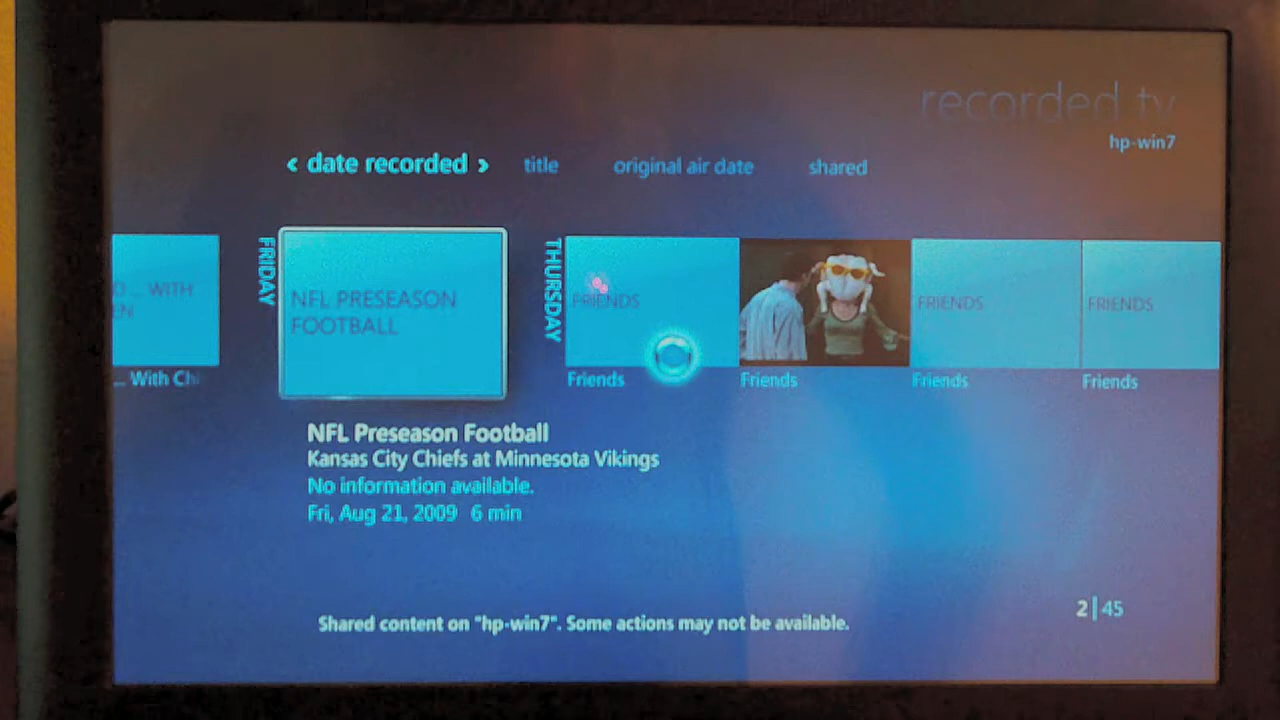 recorded tv
hp-win7
< date recorded > title original air date shared
FRIDAY
THURSDAY
WITH
NFL PRESEASON
FOOTBALL
FRIENDS
FRIENDS
FRIENDS
... With
Friends
Friends
Friends
Friends
NFL Preseason Football
Kansas City Chiefs at Minnesota Vikings
No information available.
Fri, Aug 21, 2009 6 min
2|45
Shared content on "hp-win7". Some actions may not be available.